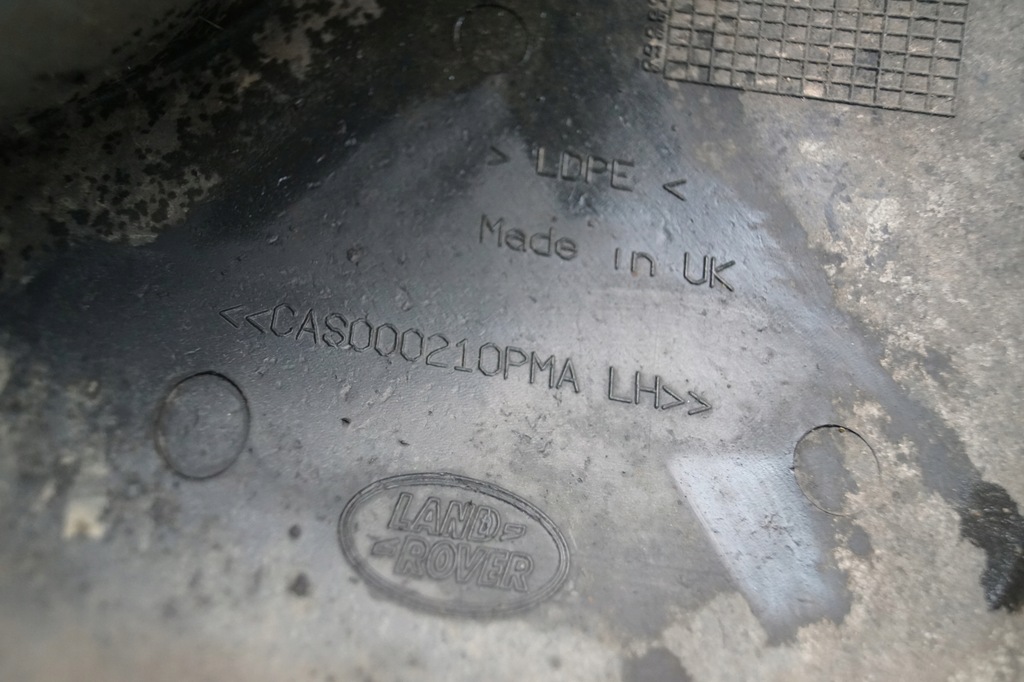 > LDPE <
Made in UK
<<CAS000210PMA LH>>
LAND
ROVER